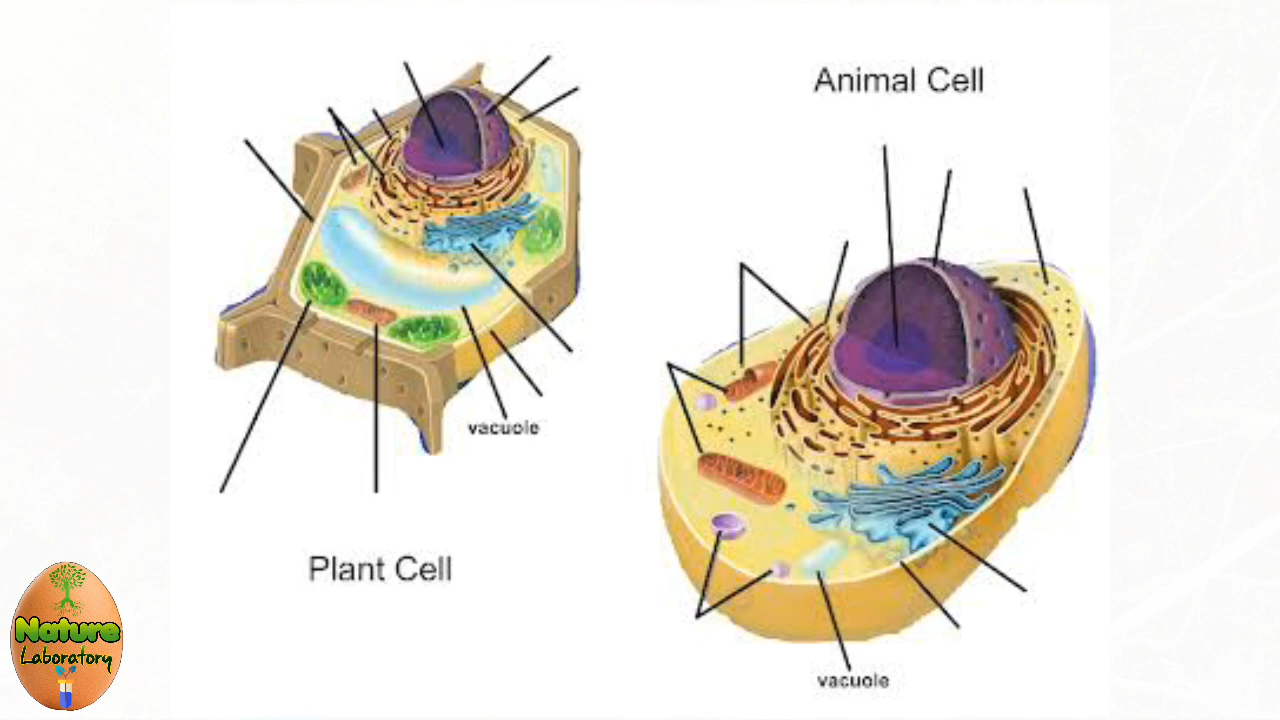 Animal Cell
vacuole
Plant Cell
Nature
Laboratory
vacuole